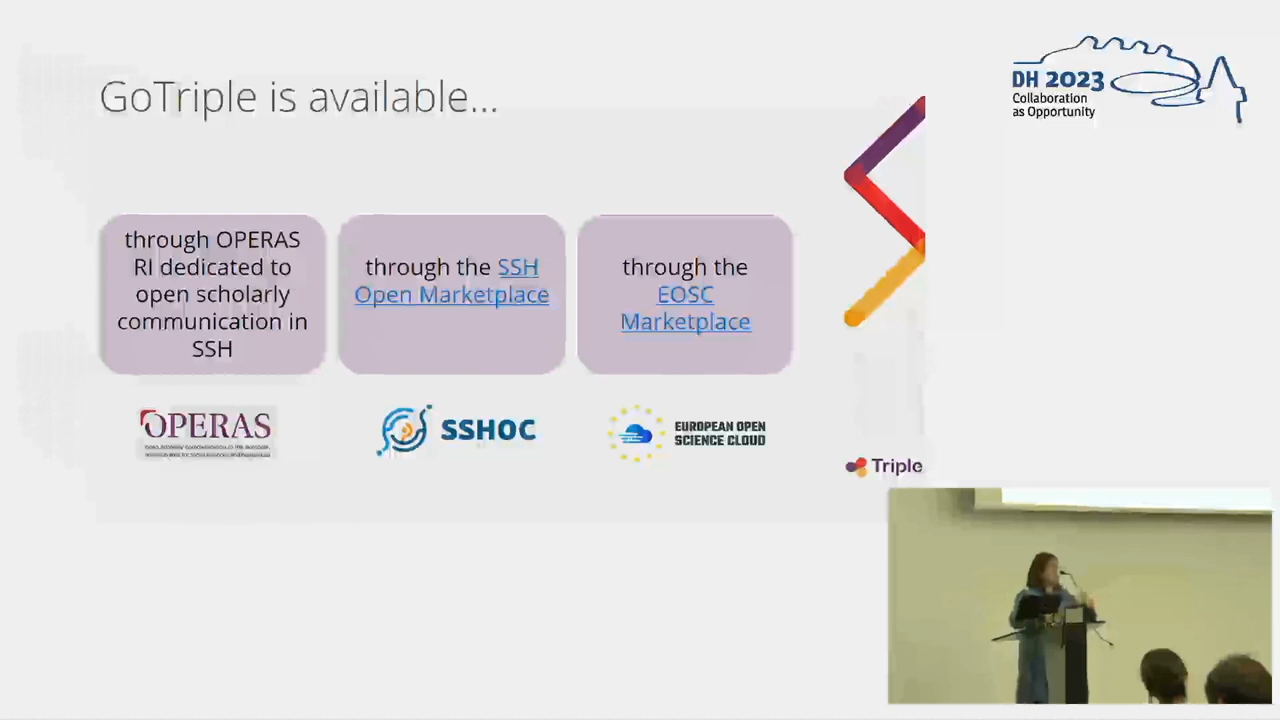 GoTriple is available...
DH 2023
Collaboration
as Opportunity
through OPERAS
RI dedicated to
open scholarly
communication in
SSH
through the SSH
Open Marketplace
through the
EOSC
Marketplace
OPERAS
SSHOC
EUROPEAN OPEN
SCIENCE CLOUD
Triple